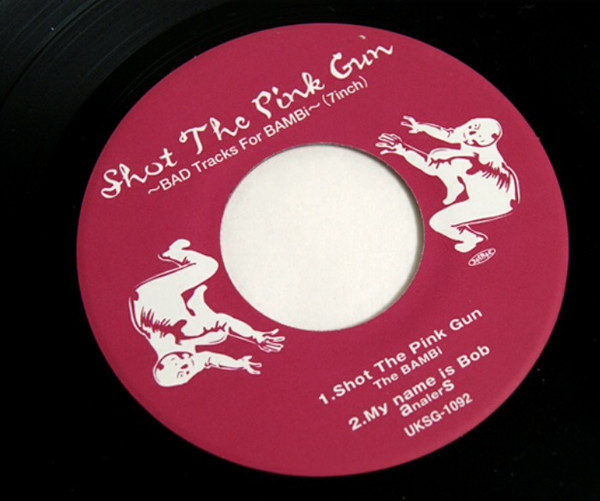 Shot The Pink Gun
~BAD Tracks For BAMBi~(7inch)
1.Shot The Pink Gun
The BAMBi
2.My name is Bob
analerS
UKSG-1092